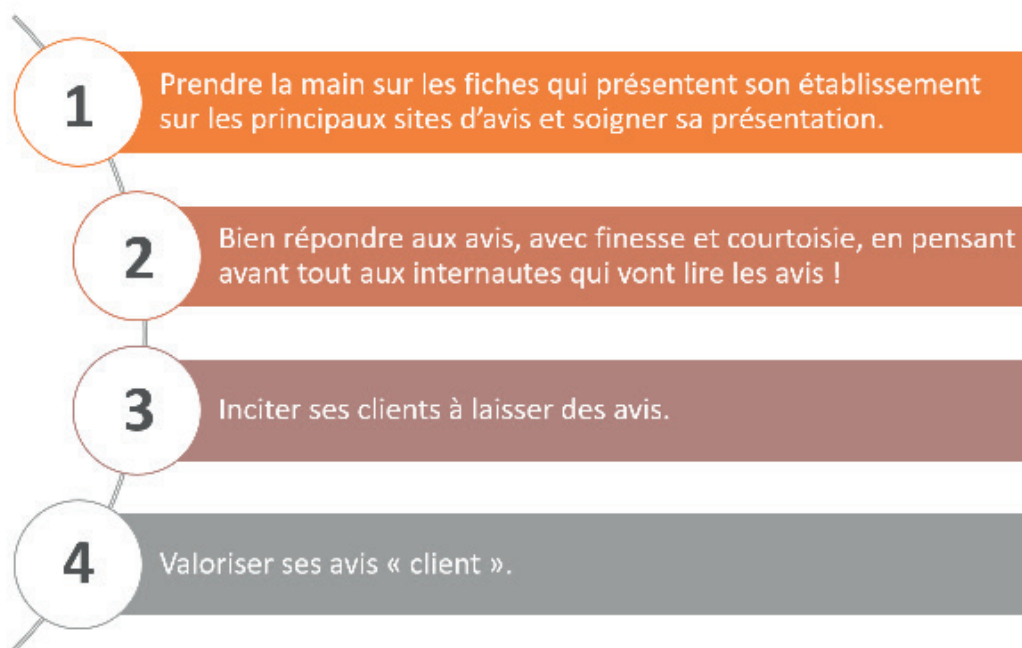 1
Prendre la main sur les fiches qui présentent son établissement
sur les principaux sites d’avis et soigner sa présentation.
2
Bien répondre aux avis, avec finesse et courtoisie, en pensant
avant tout aux internautes qui vont lire les avis !
3
Inciter ses clients à laisser des avis.
4
Valoriser ses avis « client ».